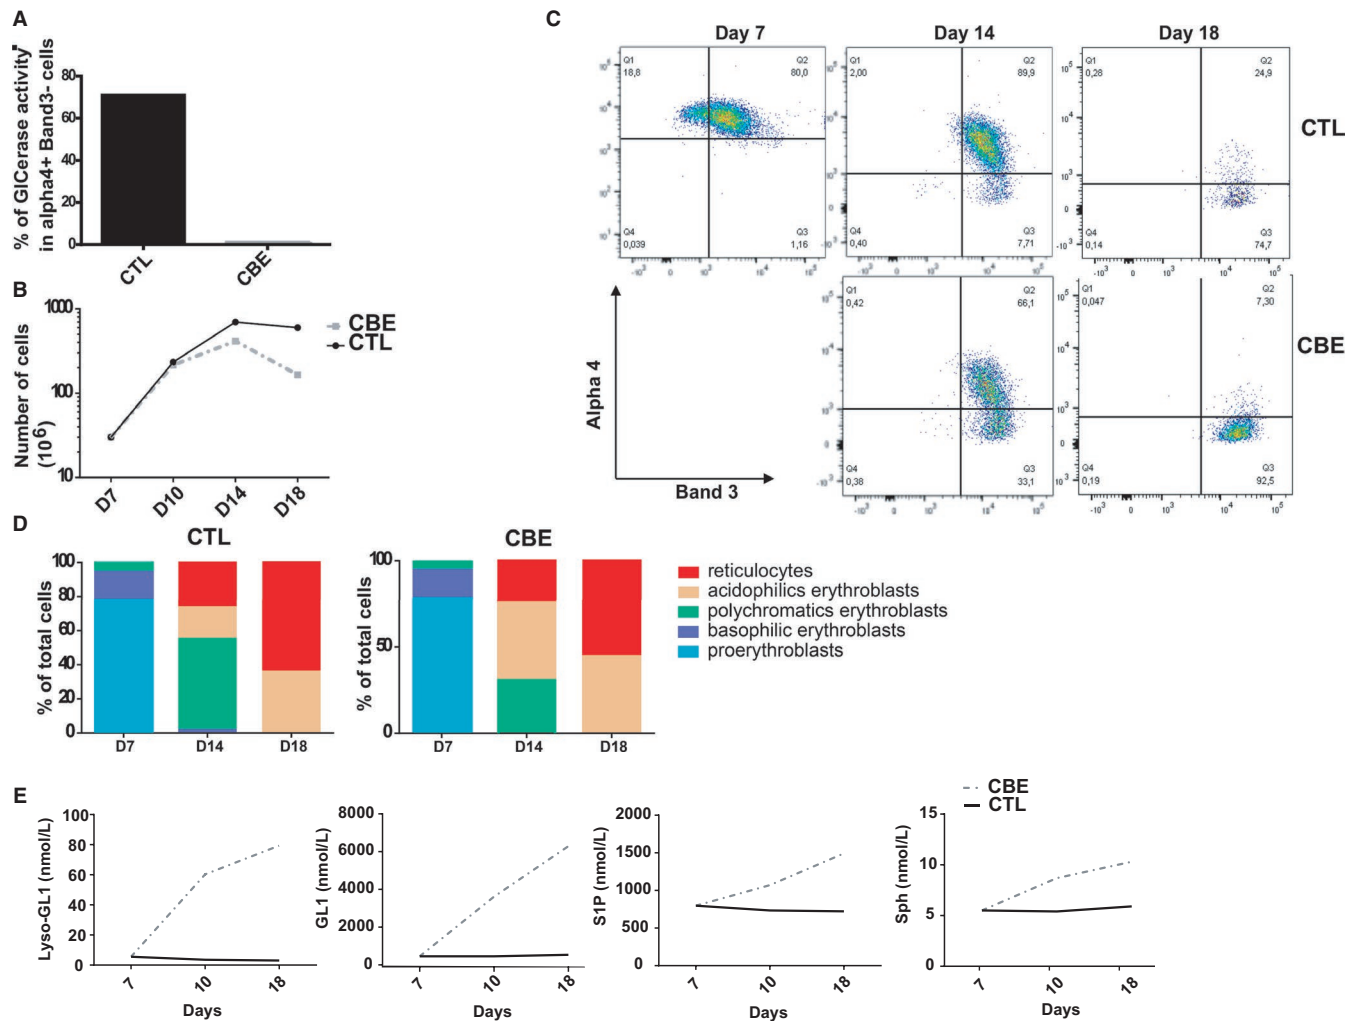 A
% of GlCerase activity
in alpha4+ Band3- cells
80
60
40
20
0
CTL
CBE
B
Number of cells
(10^6)
1000
100
10
D7
D10
D14
D18
CBE
CTL
C
Day 7
Day 14
Day 18
Q1
18,8
Q2
80,0
Q4
0,039
Q3
1,16
Q1
2,00
Q2
89,9
Q4
0,40
Q3
7,71
Q1
0,28
Q2
24,9
Q4
0,14
Q3
74,7
CTL
Q1
0,42
Q2
66,1
Q4
0,38
Q3
33,1
Q1
0,047
Q2
7,30
Q4
0,19
Q3
92,5
CBE
Alpha 4
Band 3
D
CTL
% of total cells
100
80
60
40
20
0
D7
D14
D18
CBE
% of total cells
100
50
0
D7
D14
D18
reticulocytes
acidophilics erythroblasts
polychromatics erythroblasts
basophilic erythroblasts
proerythroblasts
E
CBE
CTL
Lyso-GL1 (nmol/L)
100
80
60
40
20
0
7
10
18
Days
GL1 (nmol/L)
8000
6000
4000
2000
0
7
10
18
Days
S1P (nmol/L)
2000
1500
1000
500
0
7
10
18
Days
Sph (nmol/L)
15
10
5
0
7
10
18
Days